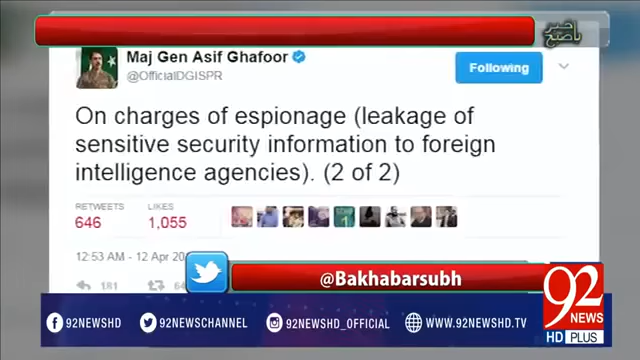 باخبر صبح
Maj Gen Asif Ghafoor
@OfficialDGISPR
Following
On charges of espionage (leakage of
sensitive security information to foreign
intelligence agencies). (2 of 2)
RETWEETS LIKES
646 1,055
12:53 AM - 12 Apr
181 64
@Bakhabarsubh
92NEWSHD 92NEWSCHANNEL 92NEWSHD_OFFICIAL WWW.92NEWSHD.TV
92
NEWS
HD PLUS